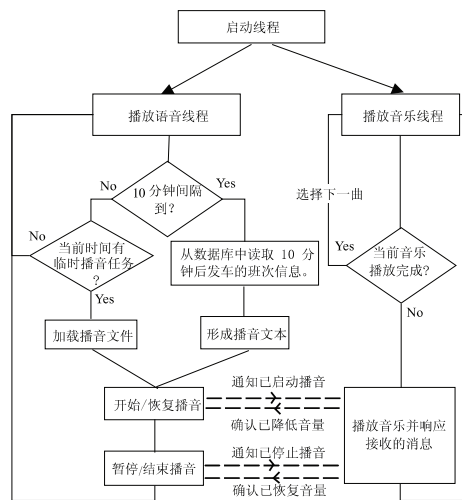 启动线程
播放语音线程
播放音乐线程
No
10 分钟间隔
到?
Yes
选择下一曲
No
当前时间有
临时播音任务
?
从数据库中读取 10 分
钟后发车的班次信息。
Yes
当前音乐
播放完成?
Yes
No
加载播音文件
形成播音文本
通知已启动播音
开始/恢复播音
确认已降低音量
播放音乐并响应
接收的消息
通知已停止播音
暂停/结束播音
确认已恢复音量